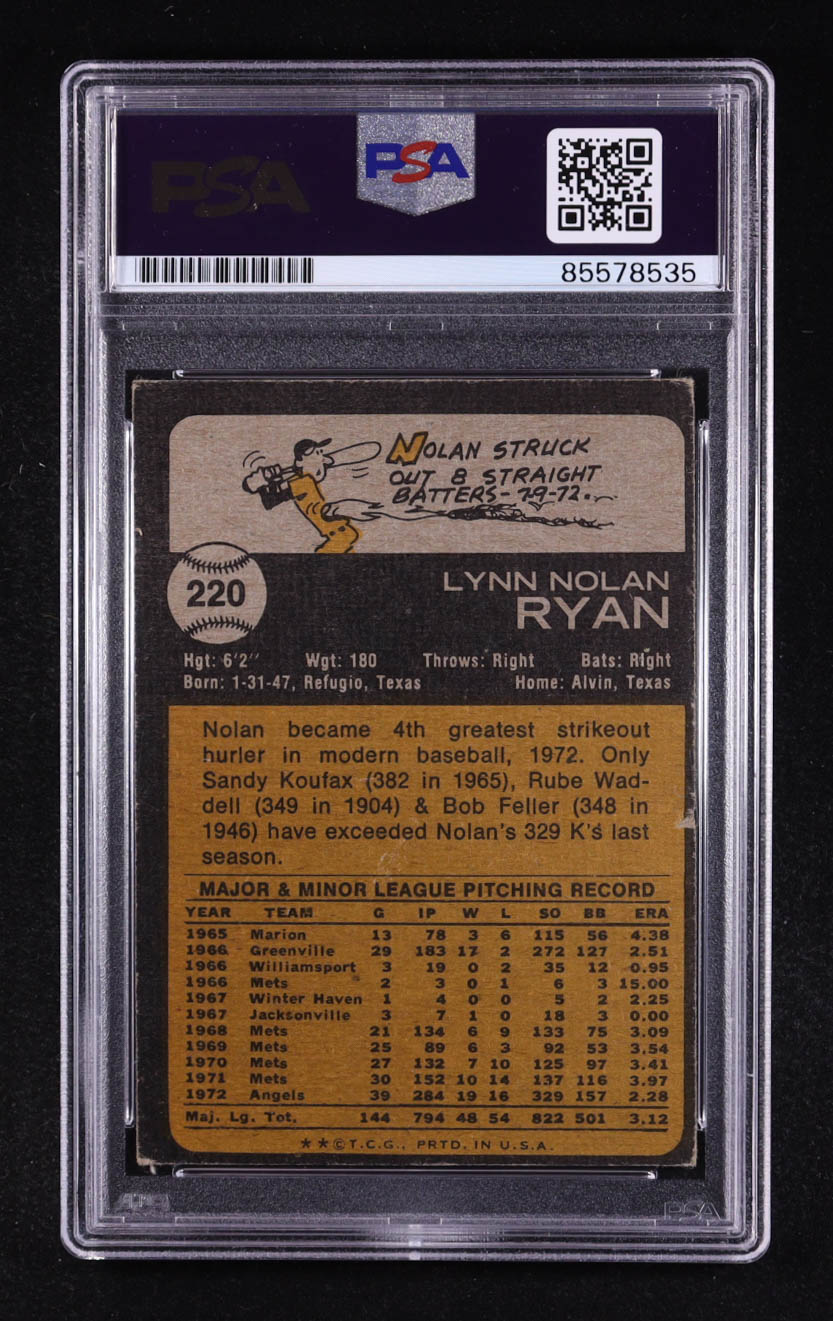 PSA
PSA
85578535
NOLAN STRUCK
OUT 8 STRAIGHT
BATTERS-7-9-72...
220
LYNN NOLAN
RYAN
Hgt: 6'2" Wgt: 180 Throws: Right Bats: Right
Born: 1-31-47, Refugio, Texas Home: Alvin, Texas
Nolan became 4th greatest strikeout
hurler in modern baseball, 1972. Only
Sandy Koufax (382 in 1965), Rube Wad-
dell (349 in 1904) & Bob Feller (348 in
1946) have exceeded Nolan's 329 K's last
season.
MAJOR & MINOR LEAGUE PITCHING RECORD
YEAR TEAM G IP W L SO BB ERA
1965 Marion 13 78 3 6 115 56 4.38
1966 Greenville 29 183 17 2 272 127 2.51
1966 Williamsport 3 19 0 2 35 12 0.95
1966 Mets 2 3 0 1 6 3 15.00
1967 Winter Haven 1 4 0 0 5 2 2.25
1967 Jacksonville 3 7 1 0 18 3 0.00
1968 Mets 21 134 6 9 133 75 3.09
1969 Mets 25 89 6 3 92 53 3.54
1970 Mets 27 132 7 10 125 97 3.41
1971 Mets 30 152 10 14 137 116 3.97
1972 Angels 39 284 19 16 329 157 2.28
Maj. Lg. Tot. 144 794 48 54 822 501 3.12
**©T.C.G., PRTD. IN U.S.A.
PSA